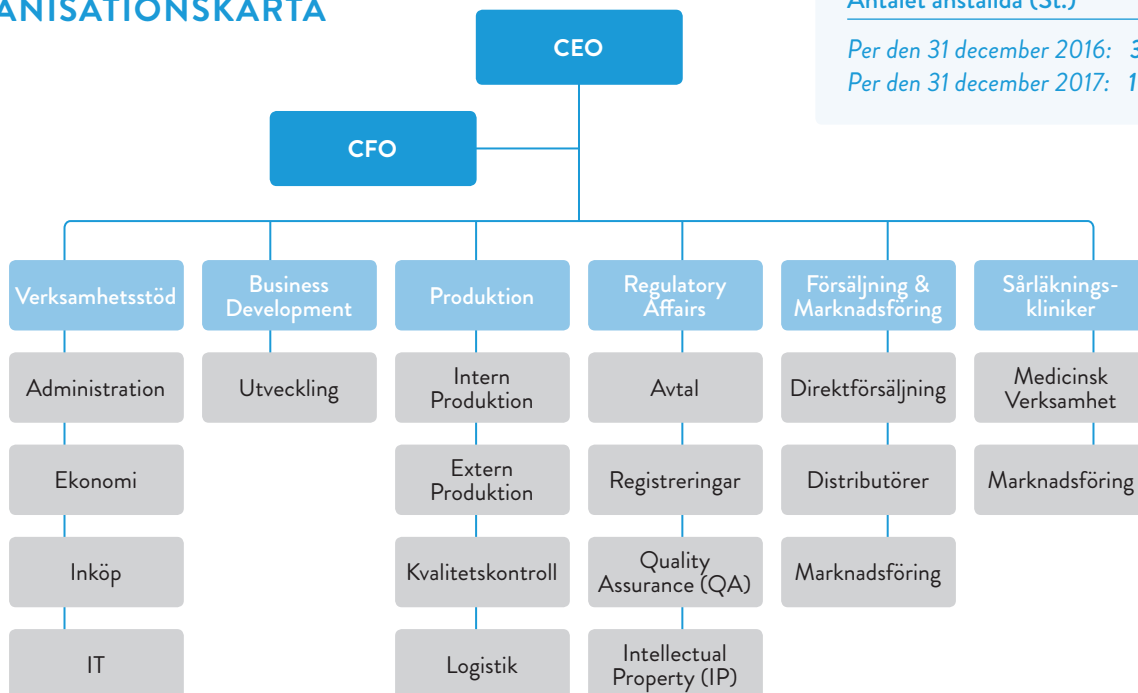 ANISATIONSKARTA
Antalet anställda (St.)
Per den 31 december 2016: 3
Per den 31 december 2017: 1
CEO
CFO
Verksamhetsstöd
Business
Development
Produktion
Regulatory
Affairs
Försäljning &
Marknadsföring
Sårläknings-
kliniker
Administration
Utveckling
Intern
Produktion
Avtal
Direktförsäljning
Medicinsk
Verksamhet
Ekonomi
Extern
Produktion
Registreringar
Distributörer
Marknadsföring
Inköp
Kvalitetskontroll
Quality
Assurance (QA)
Marknadsföring
IT
Logistik
Intellectual
Property (IP)